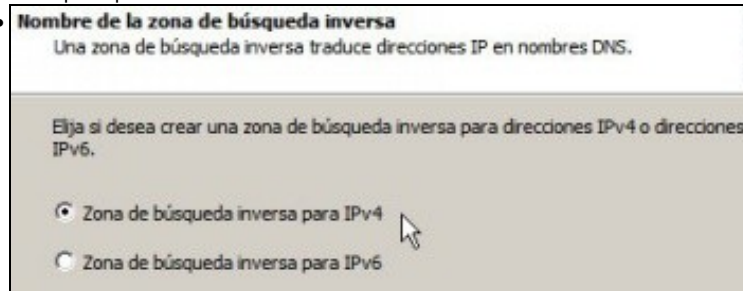 Nombre de la zona de búsqueda inversa
Una zona de búsqueda inversa traduce direcciones IP en nombres DNS.
Elija si desea crear una zona de búsqueda inversa para direcciones IPv4 o direcciones
IPv6.
Zona de búsqueda inversa para IPv4
Zona de búsqueda inversa para IPv6